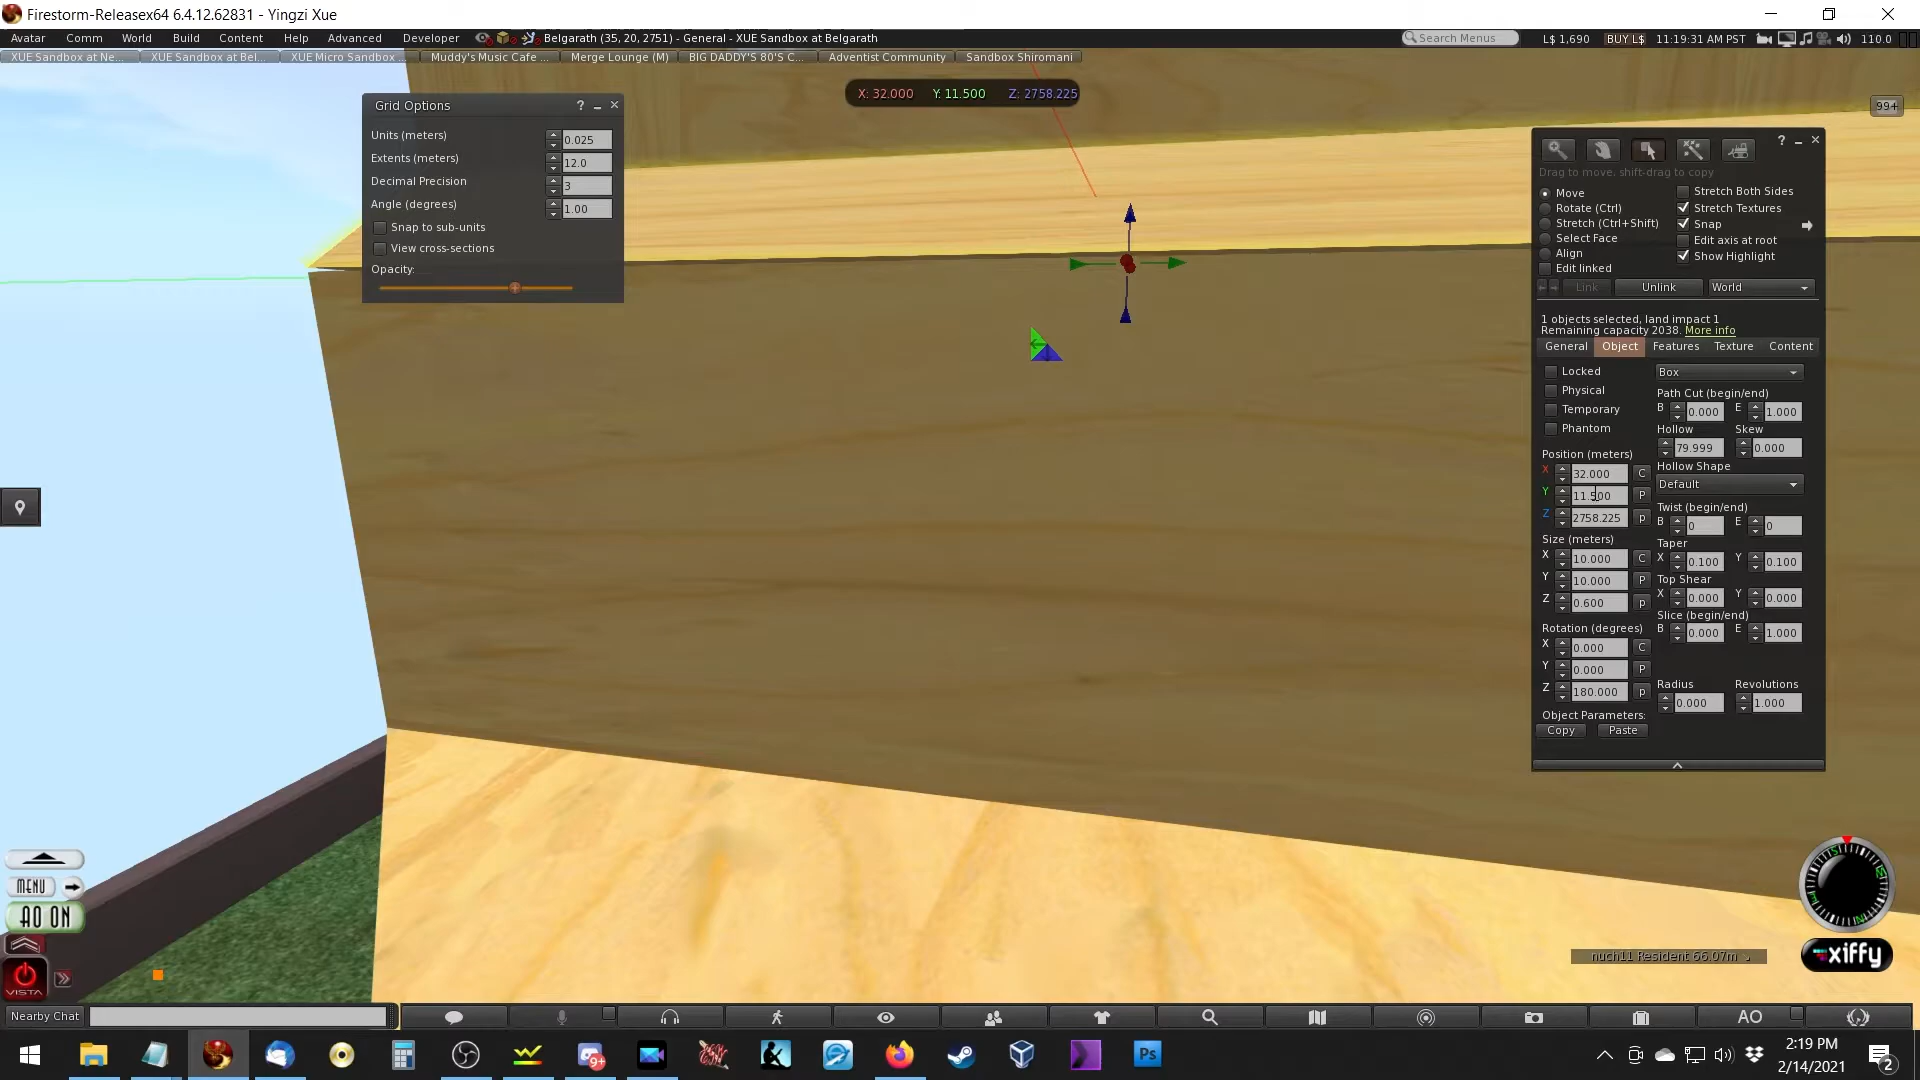 Firestorm-Releasex64 6.4.12.62831 - Yingzi Xue
Avatar Comm World Build Content Help Advanced Developer Belgarath (35, 20, 2751) - General - XUE Sandbox at Belgarath Search Menus L$ 1,690 BUY L$ 11:19:31 AM PST 110.0
XUE Sandbox at Ne... XUE Sandbox at Bel... XUE Micro Sandbox ... Muddy's Music Cafe ... Merge Lounge (M) BIG DADDY'S 80'S C... Adventist Community Sandbox Shiromani
X: 32.000 Y: 11.500 Z: 2758.225
99+
Grid Options ?
Units (meters) 0.025
Extents (meters) 12.0
Decimal Precision 3
Angle (degrees) 1.00
Snap to sub-units
View cross-sections
Opacity:
?
Drag to move, shift-drag to copy
Move Stretch Both Sides
Rotate (Ctrl) Stretch Textures
Stretch (Ctrl+Shift) Snap
Select Face Edit axis at root
Align Show Highlight
Edit linked
Link Unlink World
1 objects selected, land impact 1
Remaining capacity 2038. More info
General Object Features Texture Content
Locked Box
Physical Path Cut (begin/end)
Temporary B 0.000 E 1.000
Phantom Hollow Skew
79.999 0.000
Position (meters) Hollow Shape
X 32.000 C Default
Y 11.500 P
Z 2758.225 p Twist (begin/end)
B 0 E 0
Size (meters) Taper
X 10.000 C X 0.100 Y 0.100
Y 10.000 P Top Shear
Z 0.600 p X 0.000 Y 0.000
Slice (begin/end)
Rotation (degrees) B 0.000 E 1.000
X 0.000 C
Y 0.000 P
Z 180.000 p Radius Revolutions
0.000 1.000
Object Parameters:
Copy Paste
MENU
AO ON
VISTA
xiffy
nuch11 Resident 66.07m
Nearby Chat AO
9+ Ps
2:19 PM
2/14/2021
2